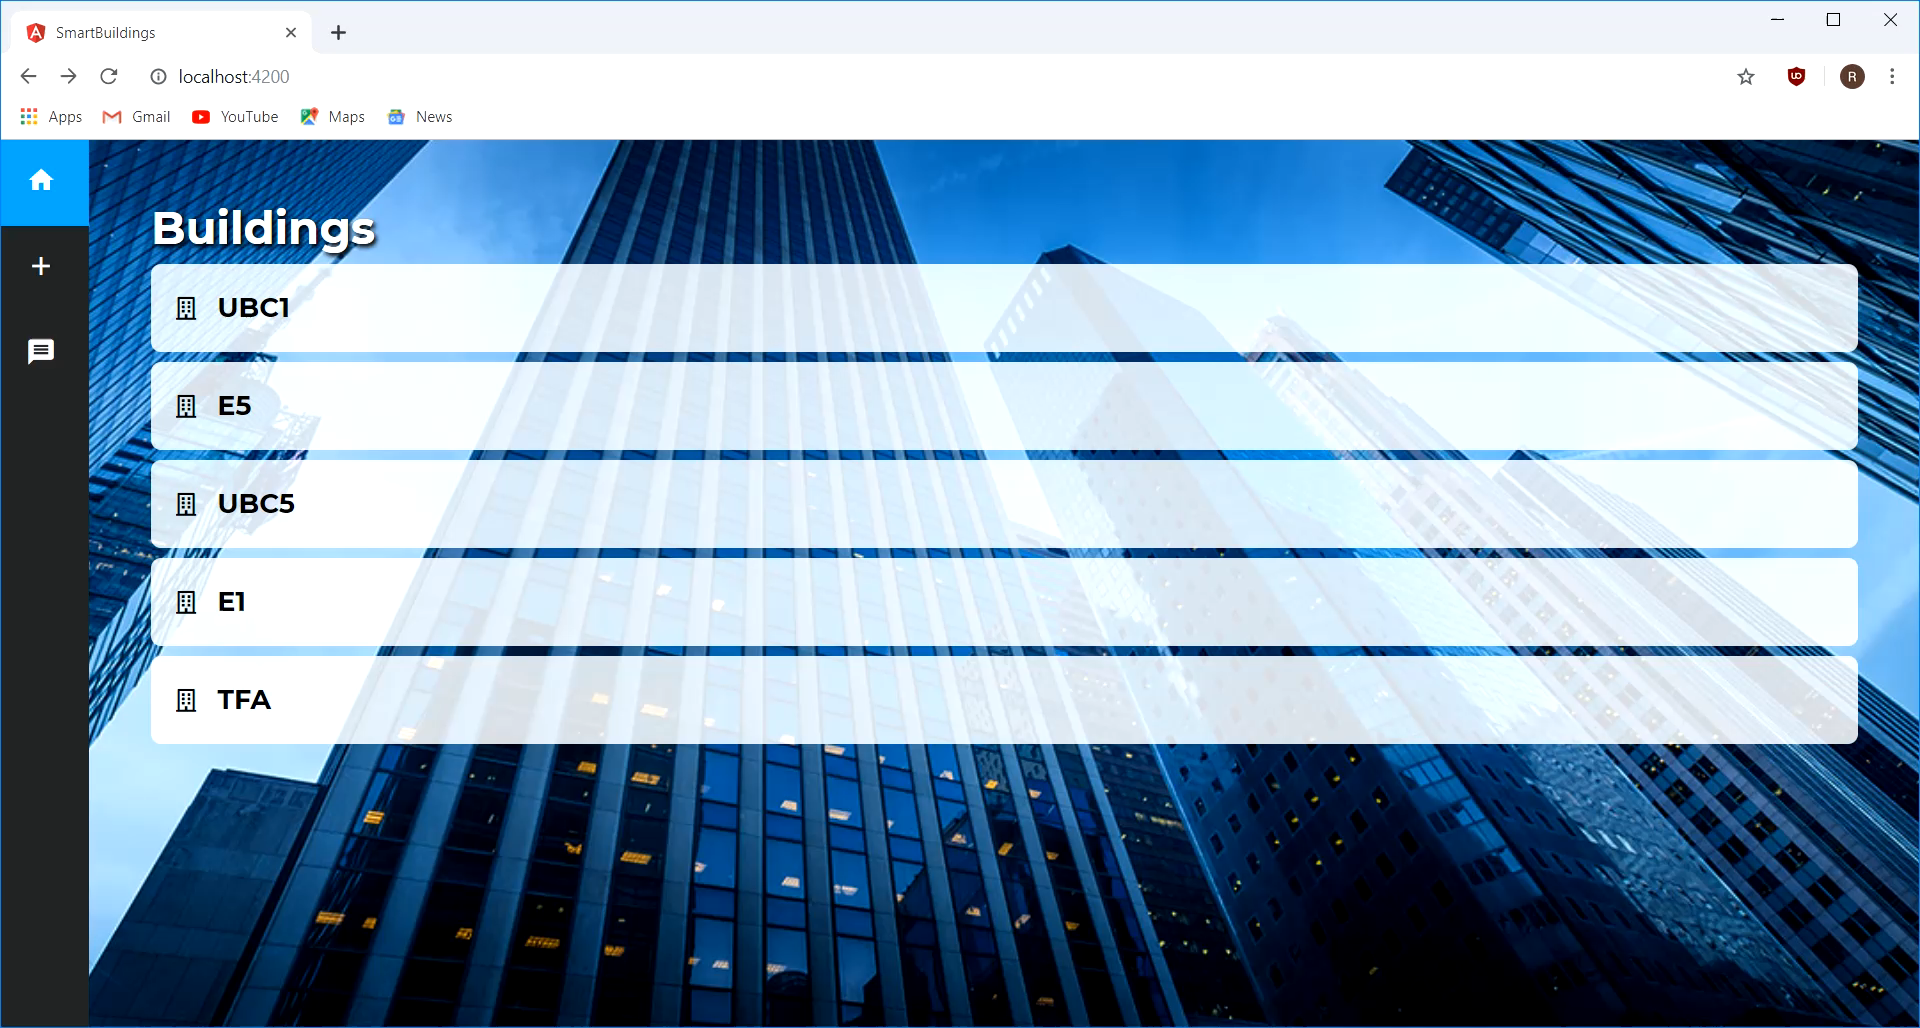 SmartBuildings
localhost:4200
R
Apps Gmail YouTube Maps News
Buildings
UBC1
E5
UBC5
E1
TFA